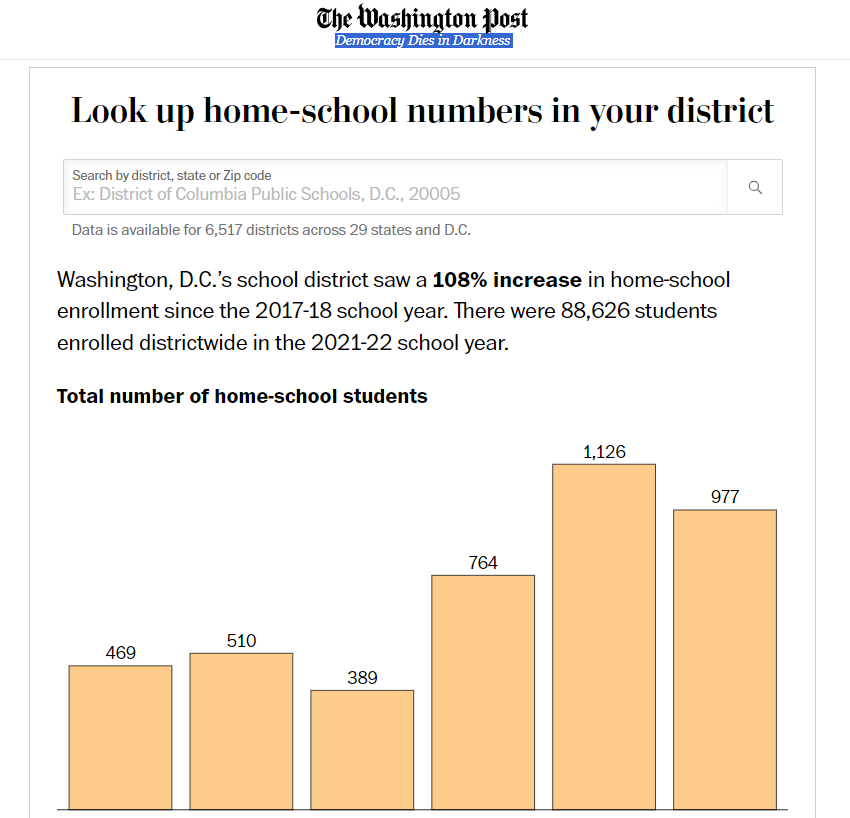 The Washington Post
Democracy Dies in Darkness
Look up home-school numbers in your district
Search by district, state or Zip code
Ex: District of Columbia Public Schools, D.C., 20005
Data is available for 6,517 districts across 29 states and D.C.
Washington, D.C.’s school district saw a 108% increase in home-school
enrollment since the 2017-18 school year. There were 88,626 students
enrolled districtwide in the 2021-22 school year.
Total number of home-school students
469
510
389
764
1,126
977